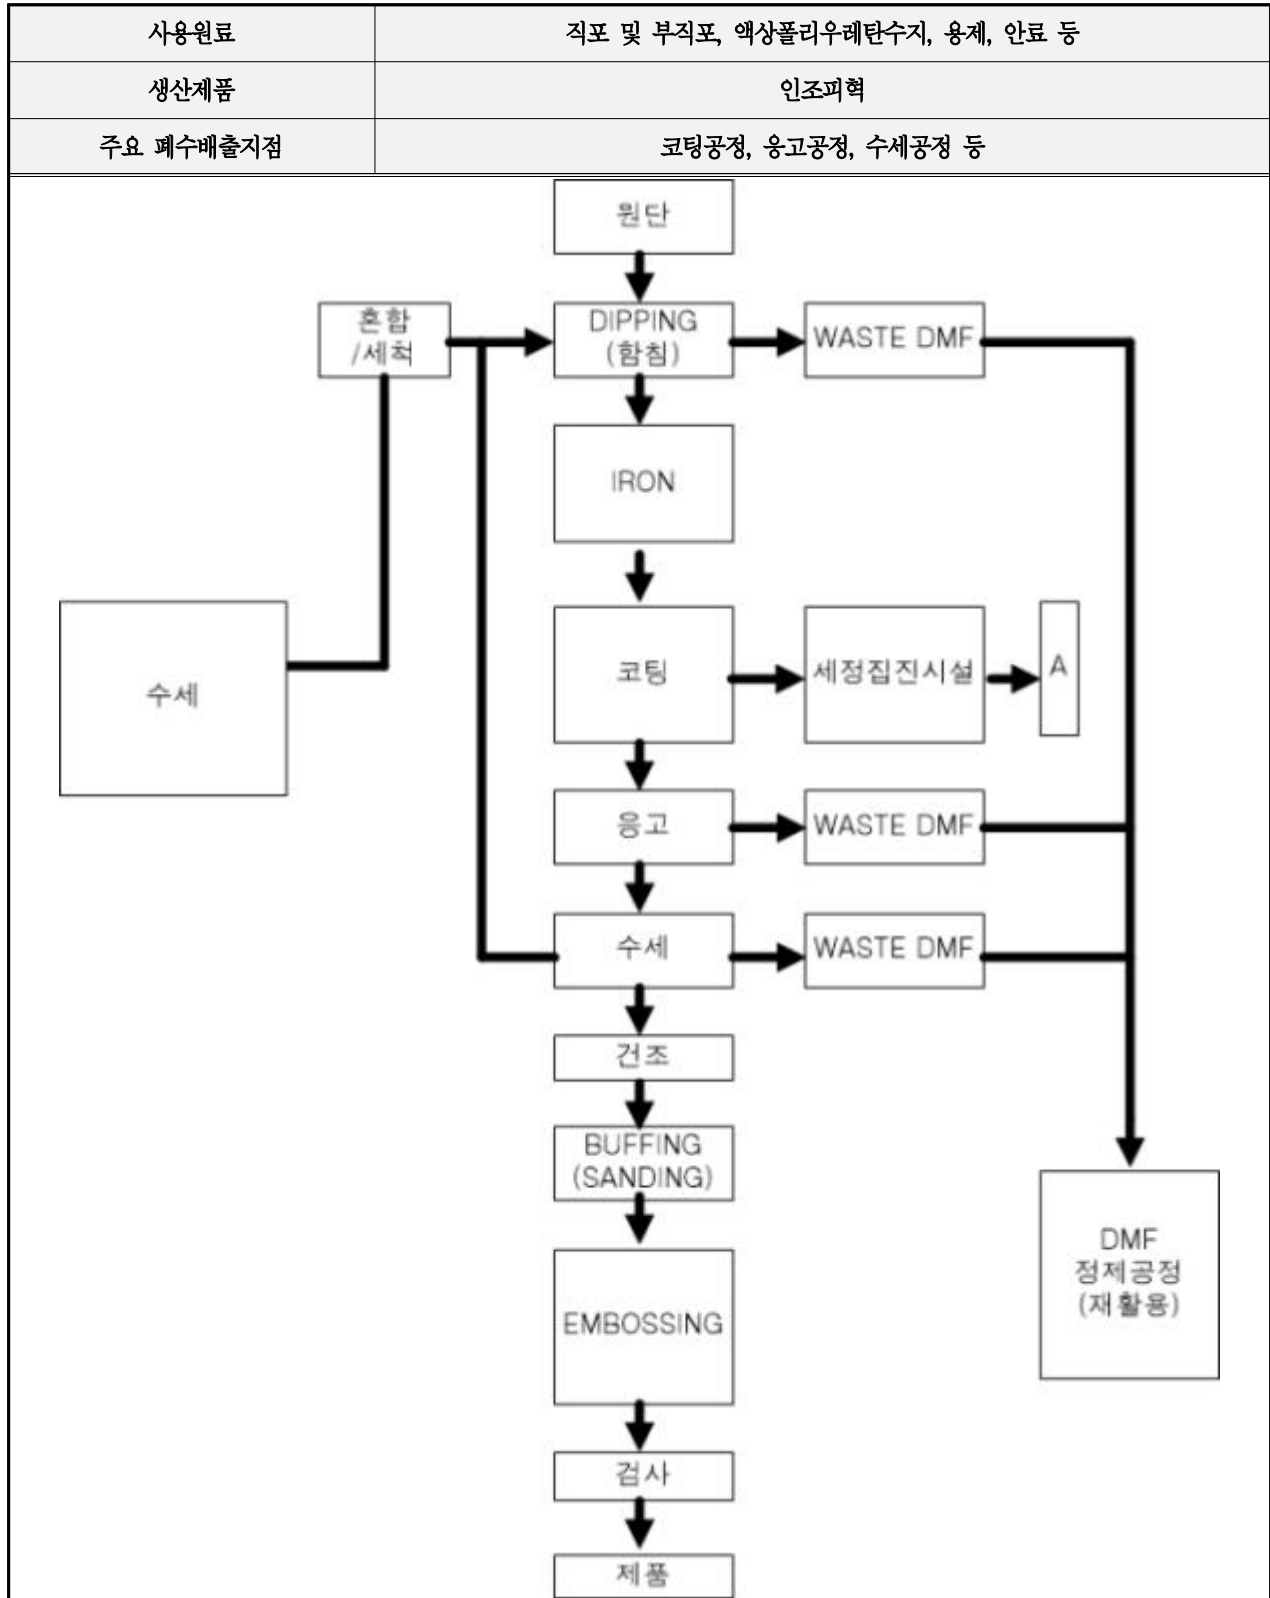 사용원료
직포 및 부직포, 액상폴리우레탄수지, 용제, 안료 등
생산제품
인조피혁
주요 폐수배출지점
코팅공정, 응고공정, 수세공정 등
원단
혼합
/세척
DIPPING
(함침)
WASTE DMF
IRON
수세
코팅
세정집진시설
A
응고
WASTE DMF
수세
WASTE DMF
건조
BUFFING
(SANDING)
EMBOSSING
DMF
정제공정
(재활용)
검사
제품